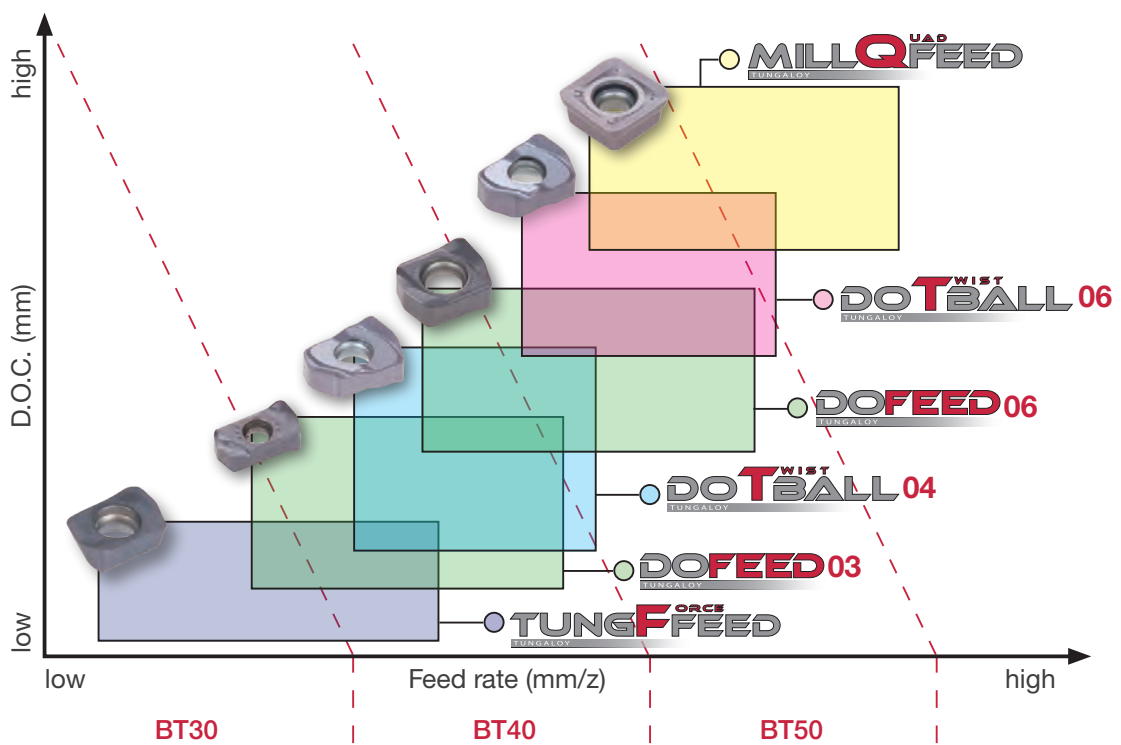 high
D.O.C. (mm)
low
MILLQUADFEED
TUNGALOY
DOTWISTBALL 06
TUNGALOY
DOFEED 06
TUNGALOY
DOTWISTBALL 04
TUNGALOY
DOFEED 03
TUNGALOY
TUNGFORCEFEED
TUNGALOY
low
Feed rate (mm/z)
high
BT30
BT40
BT50